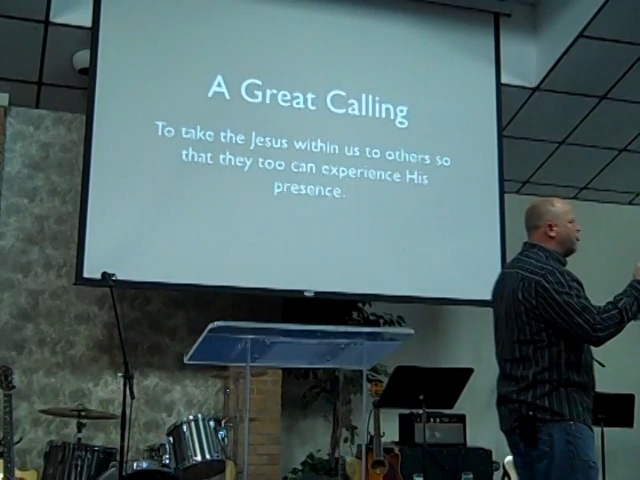 A Great Calling
To take the Jesus within us to others so
that they too can experience His
presence.